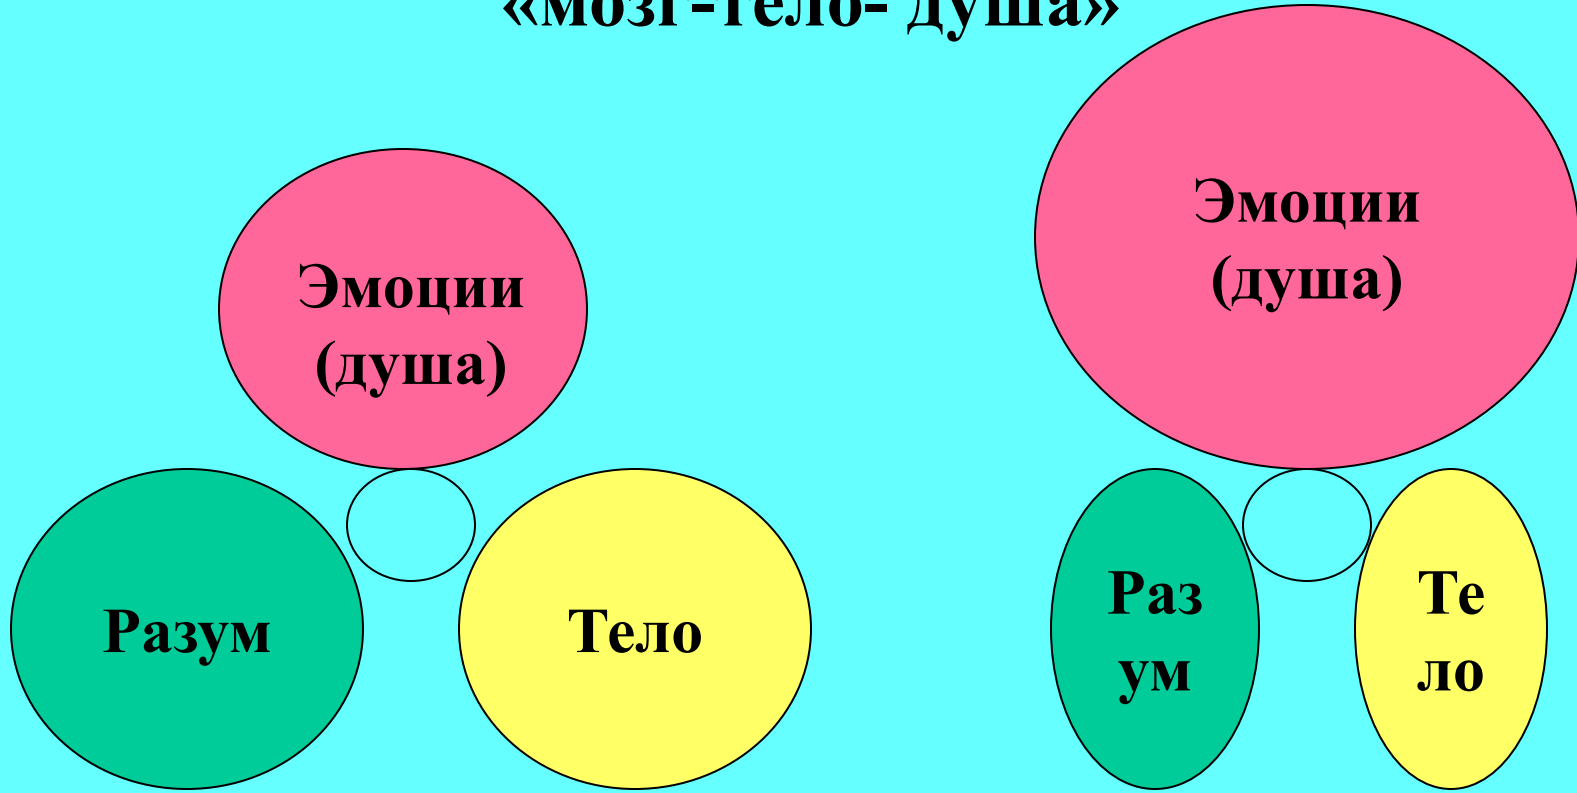 «мозг-тело- душа»
Эмоции
(душа)
Разум
Тело
Эмоции
(душа)
Раз
ум
Те
ло